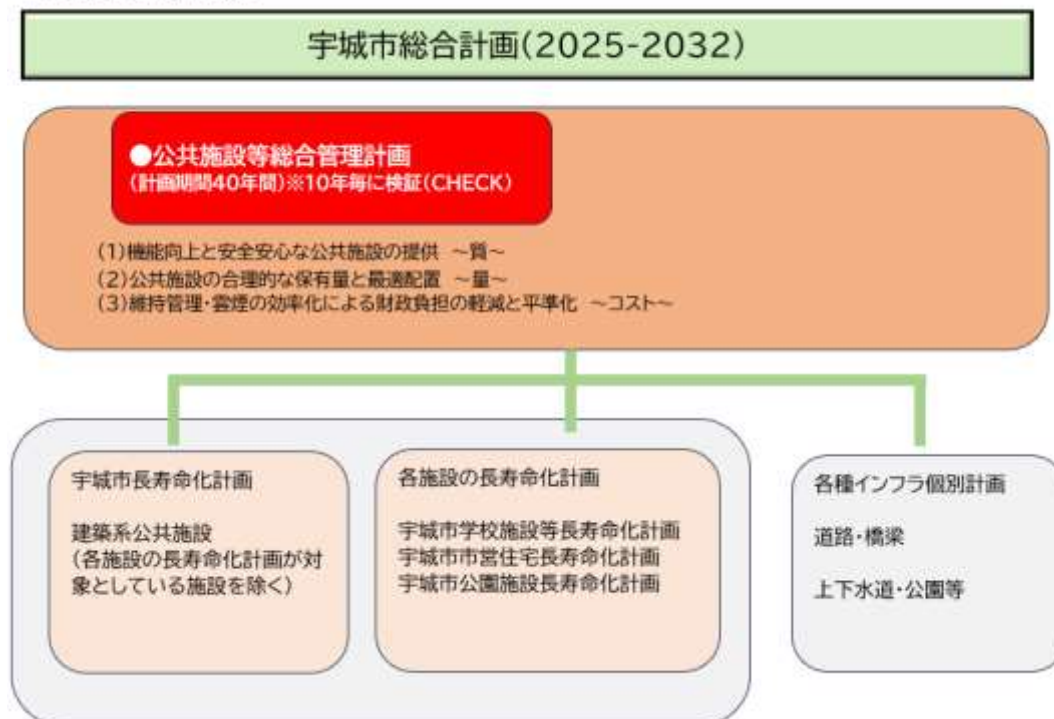 宇城市総合計画(2025-2032)
●公共施設等総合管理計画
(計画期間40年間)※10年毎に検証(CHECK)
(1)機能向上と安全安心な公共施設の提供 ～質～
(2)公共施設の合理的な保有量と最適配置 ～量～
(3)維持管理・雲煙の効率化による財政負担の軽減と平準化 ～コスト～
宇城市長寿命化計画
建築系公共施設
(各施設の長寿命化計画が対
象としている施設を除く)
各施設の長寿命化計画
宇城市学校施設等長寿命化計画
宇城市市営住宅長寿命化計画
宇城市公園施設長寿命化計画
各種インフラ個別計画
道路・橋梁
上下水道・公園等